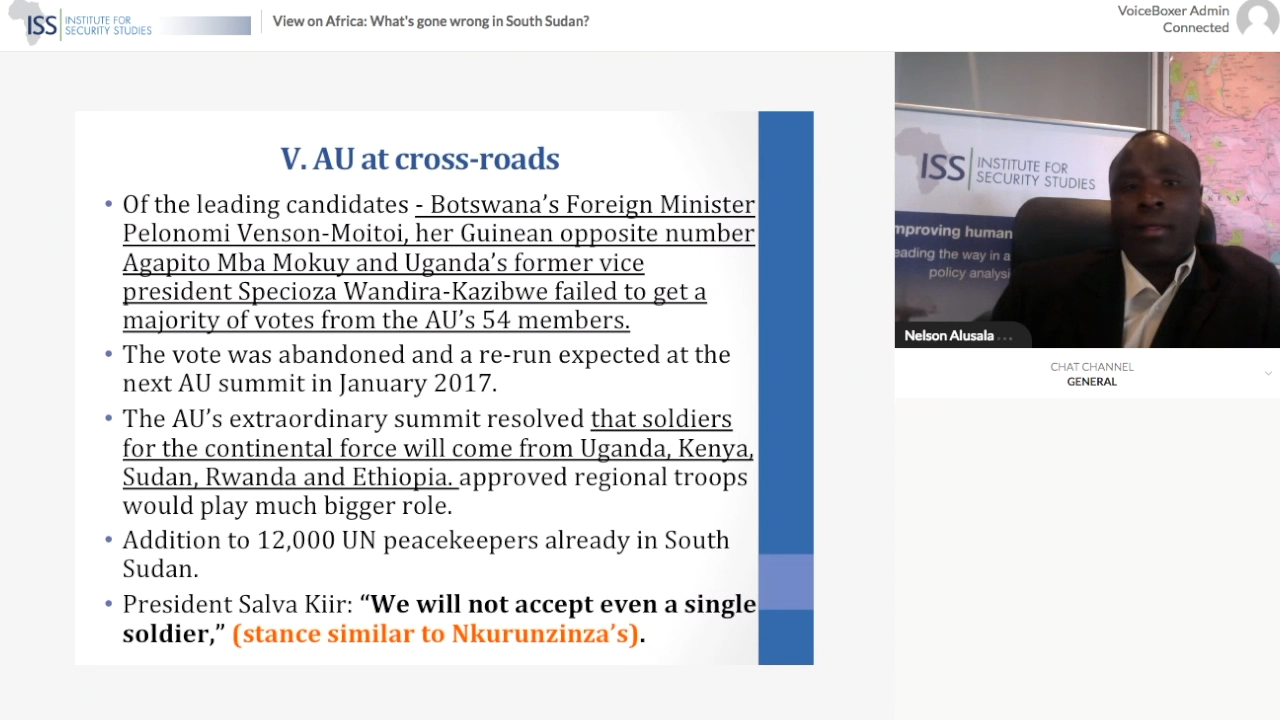 ISS INSTITUTE FOR
SECURITY STUDIES
View on Africa: What's gone wrong in South Sudan?
VoiceBoxer Admin
Connected
V. AU at cross-roads
• Of the leading candidates - Botswana's Foreign Minister
Pelonomi Venson-Moitoi, her Guinean opposite number
Agapito Mba Mokuy and Uganda's former vice
president Specioza Wandira-Kazibwe failed to get a
majority of votes from the AU's 54 members.
• The vote was abandoned and a re-run expected at the
next AU summit in January 2017.
• The AU's extraordinary summit resolved that soldiers
for the continental force will come from Uganda, Kenya,
Sudan, Rwanda and Ethiopia. approved regional troops
would play much bigger role.
• Addition to 12,000 UN peacekeepers already in South
Sudan.
• President Salva Kiir: “We will not accept even a single
soldier,” (stance similar to Nkurunzinza's).
ISS INSTITUTE FOR
SECURITY STUDIES
mproving human
eading the way in a
policy analysi
KENYA
Nelson Alusala
CHAT CHANNEL
GENERAL